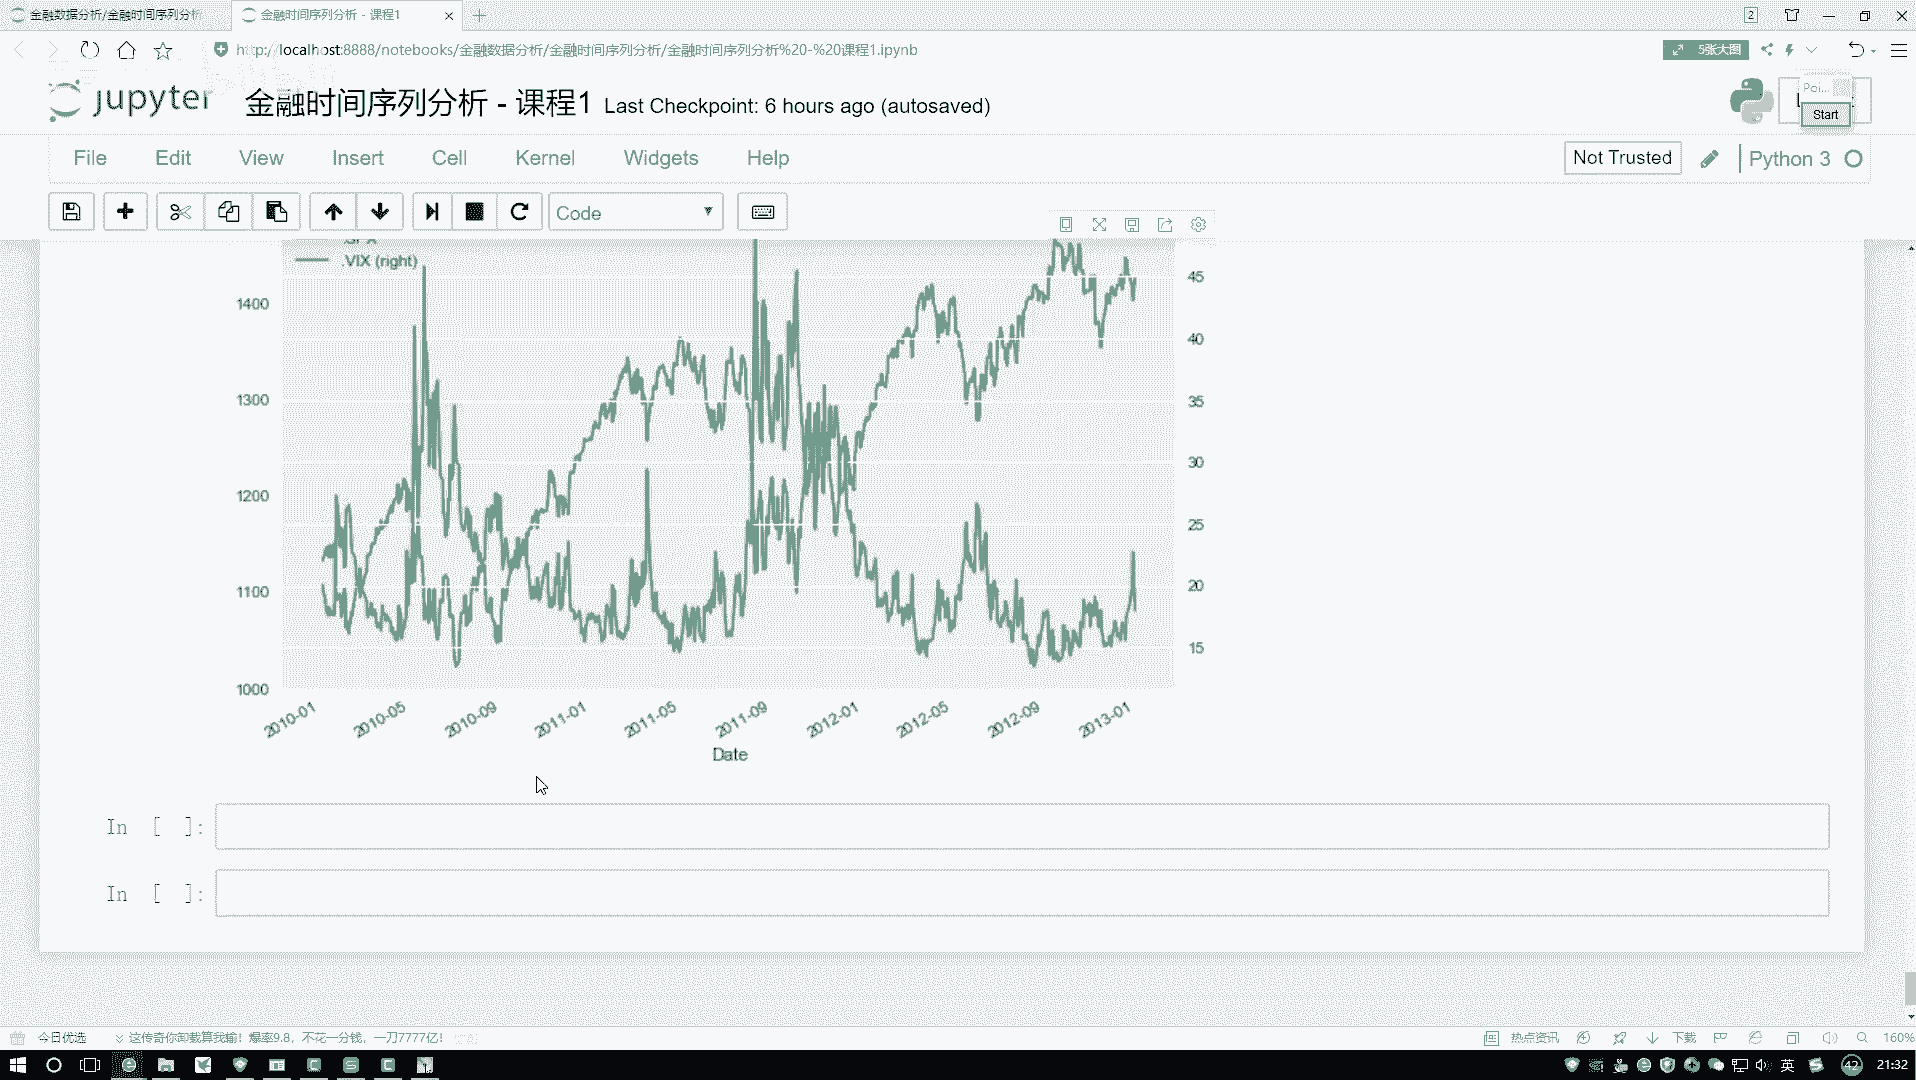 金融数据分析/金融时间序列分析
金融时间序列分析 - 课程1
2
http://localhost:8888/notebooks/金融数据分析/金融时间序列分析/金融时间序列分析%20-%20课程1.ipynb
5张大图
jupyter
金融时间序列分析 - 课程1
Last Checkpoint: 6 hours ago (autosaved)
Poi...
Start
File Edit View Insert Cell Kernel Widgets Help
Not Trusted
Python 3
Code
.SPX
.VIX (right)
1400
1300
1200
1100
1000
45
40
35
30
25
20
15
2010-01 2010-05 2010-09 2011-01 2011-05 2011-09 2012-01 2012-05 2012-09 2013-01
Date
In [ ]:
In [ ]:
今日优选
这传奇你卸载算我输！爆率9.8，不花一分钱，一刀7777亿！
热点资讯
下载
160%
英
42
21:32